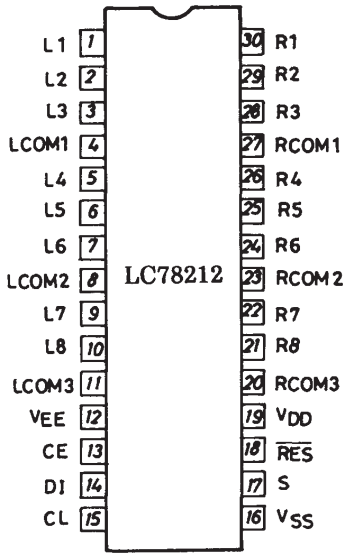 L1 1 30 R1
L2 2 29 R2
L3 3 28 R3
LCOM1 4 27 RCOM1
L4 5 26 R4
L5 6 25 R5
L6 7 24 R6
LCOM2 8 LC78212 23 RCOM2
L7 9 22 R7
L8 10 21 R8
LCOM3 11 20 RCOM3
VEE 12 19 VDD
CE 13 18 R̅E̅S̅
DI 14 17 S
CL 15 16 VSS